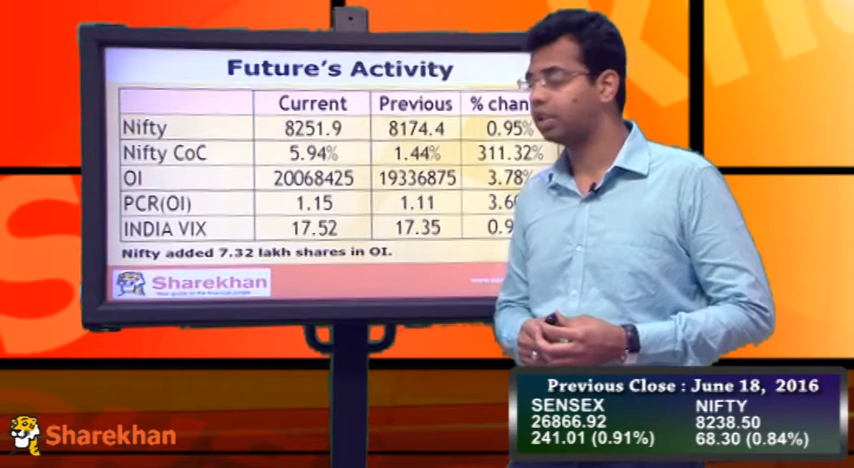 Future's Activity
Current Previous % chan
Nifty 8251.9 8174.4 0.95%
Nifty CoC 5.94% 1.44% 311.32%
OI 20068425 19336875 3.78%
PCR(OI) 1.15 1.11 3.60
INDIA VIX 17.52 17.35 0.9
Nifty added 7.32 lakh shares in OI.
Sharekhan
Previous Close : June 18, 2016
SENSEX NIFTY
26866.92 8238.50
241.01 (0.91%) 68.30 (0.84%)
Sharekhan